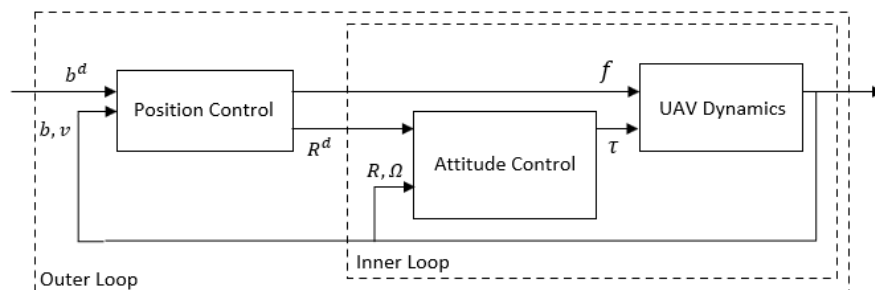 b^d
f
Position Control
UAV Dynamics
b, v
R^d
τ
R, Ω
Attitude Control
Inner Loop
Outer Loop